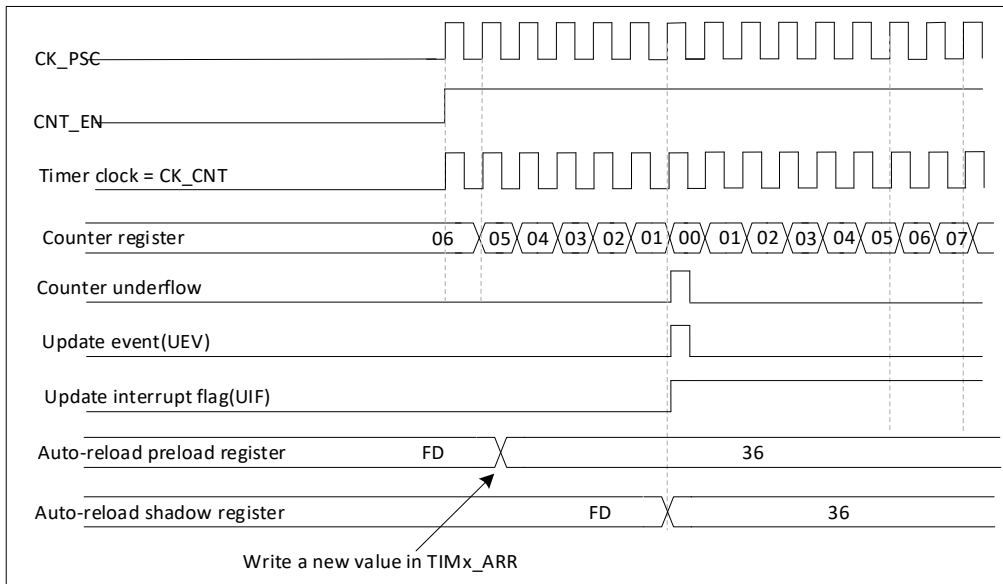 CK_PSC
CNT_EN
Timer clock = CK_CNT
Counter register 06 05 04 03 02 01 00 01 02 03 04 05 06 07
Counter underflow
Update event(UEV)
Update interrupt flag(UIF)
Auto-reload preload register FD 36
Auto-reload shadow register FD 36
Write a new value in TIMx_ARR